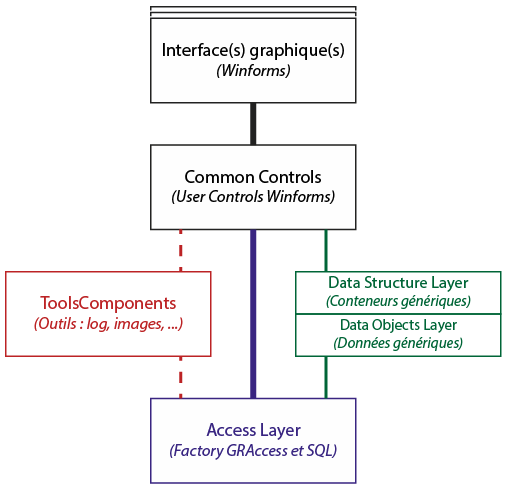 Interface(s) graphique(s)
(Winforms)
Common Controls
(User Controls Winforms)
ToolsComponents
(Outils : log, images, ...)
Data Structure Layer
(Conteneurs génériques)
Data Objects Layer
(Données génériques)
Access Layer
(Factory GRAccess et SQL)